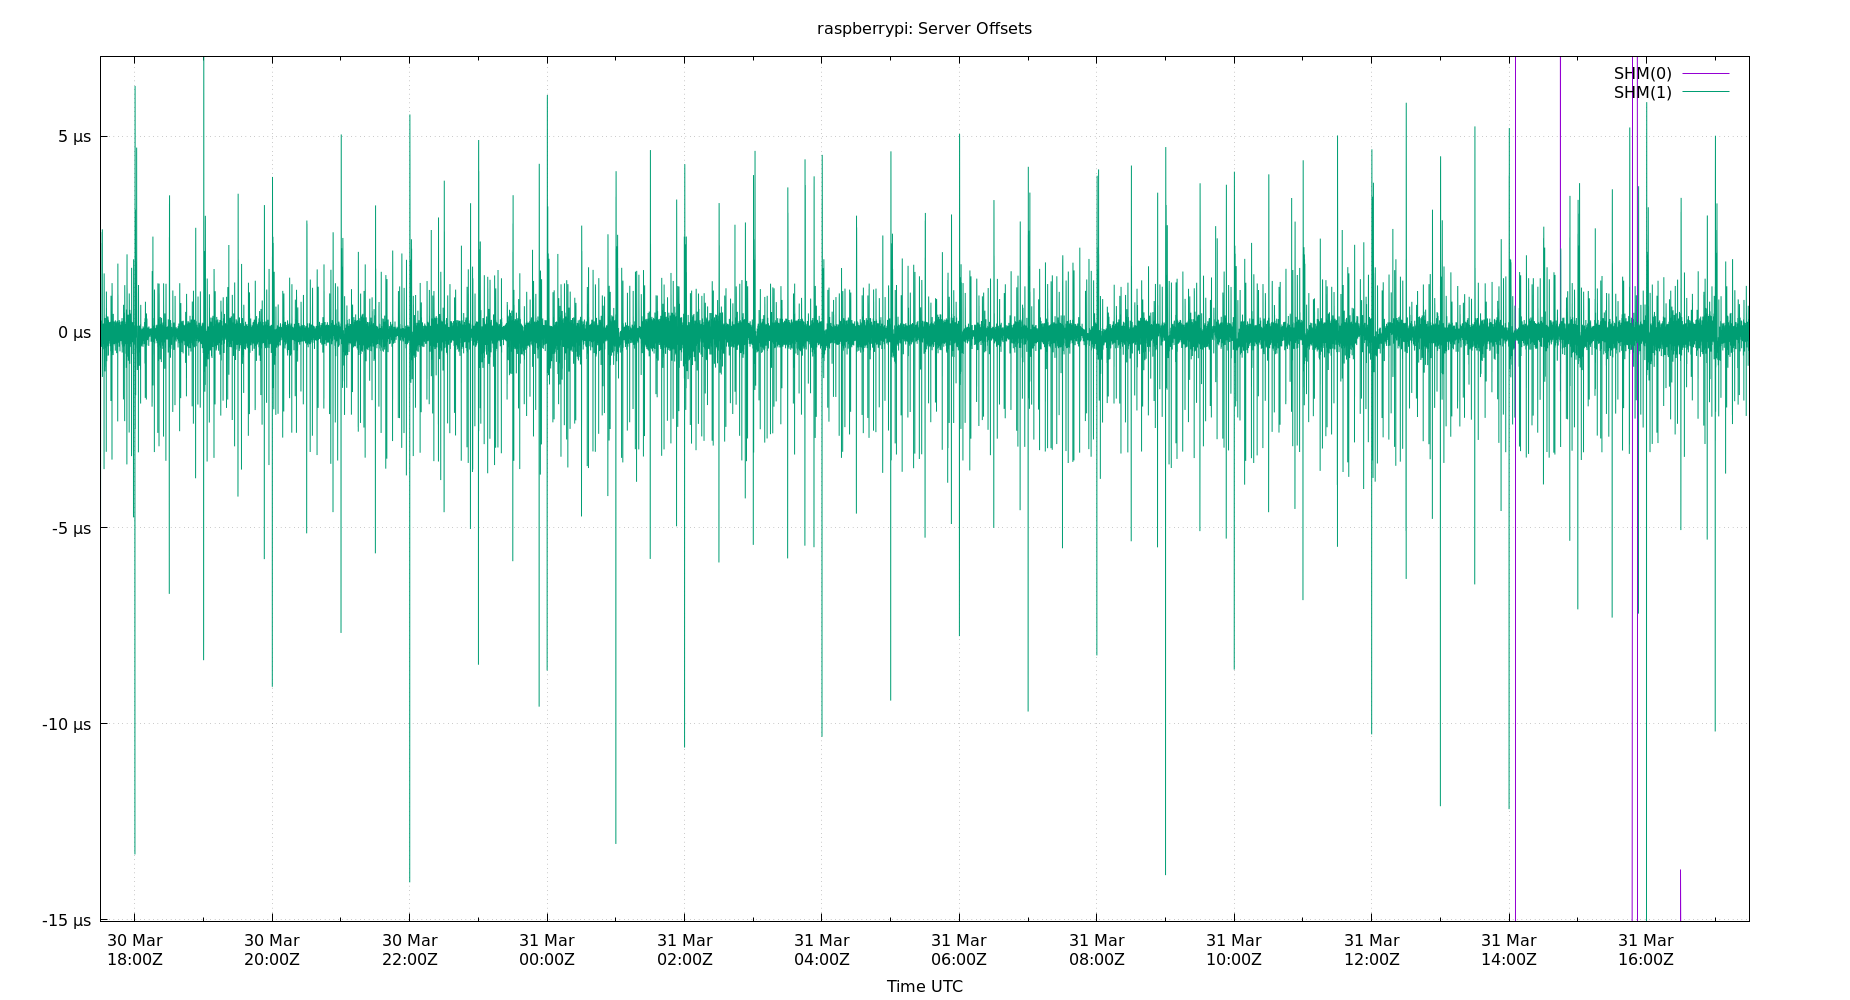 raspberrypi: Server Offsets
SHM(0)
SHM(1)
5 µs
0 µs
-5 µs
-10 µs
-15 µs
30 Mar 30 Mar 30 Mar 31 Mar 31 Mar 31 Mar 31 Mar 31 Mar 31 Mar 31 Mar 31 Mar 31 Mar
18:00Z 20:00Z 22:00Z 00:00Z 02:00Z 04:00Z 06:00Z 08:00Z 10:00Z 12:00Z 14:00Z 16:00Z
Time UTC